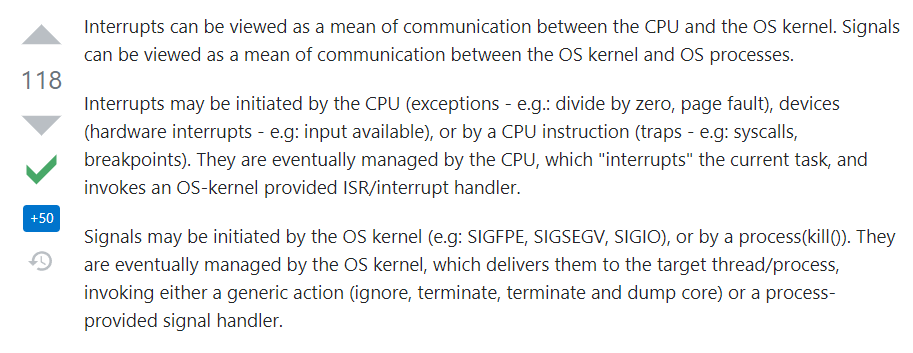 Interrupts can be viewed as a mean of communication between the CPU and the OS kernel. Signals
can be viewed as a mean of communication between the OS kernel and OS processes.
118
Interrupts may be initiated by the CPU (exceptions - e.g.: divide by zero, page fault), devices
(hardware interrupts - e.g: input available), or by a CPU instruction (traps - e.g: syscalls,
breakpoints). They are eventually managed by the CPU, which "interrupts" the current task, and
invokes an OS-kernel provided ISR/interrupt handler.
+50
Signals may be initiated by the OS kernel (e.g: SIGFPE, SIGSEGV, SIGIO), or by a process(kill()). They
are eventually managed by the OS kernel, which delivers them to the target thread/process,
invoking either a generic action (ignore, terminate, terminate and dump core) or a process-
provided signal handler.